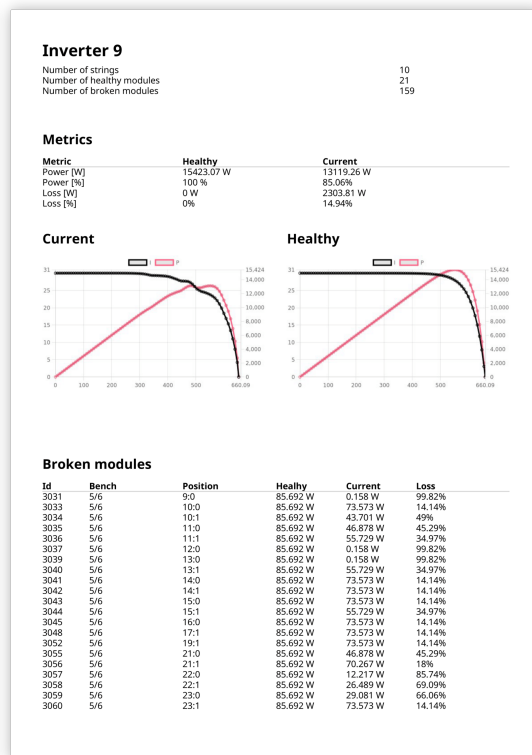 Inverter 9
Number of strings 10
Number of healthy modules 21
Number of broken modules 159
Metrics
Metric Healthy Current
Power [W] 15423.07 W 13119.26 W
Power [%] 100 % 85.06%
Loss [W] 0 W 2303.81 W
Loss [%] 0% 14.94%
Current Healthy
I P I P
31 15,424 31 15,424
14,000 14,000
25 12,000 25 12,000
20 10,000 20 10,000
15 8,000 15 8,000
6,000 6,000
10 4,000 10 4,000
5 2,000 5 2,000
0 0 0 0
0 100 200 300 400 500 660.09 0 100 200 300 400 500 660.09
Broken modules
Id Bench Position Healhy Current Loss
3031 5/6 9:0 85.692 W 0.158 W 99.82%
3033 5/6 10:0 85.692 W 73.573 W 14.14%
3034 5/6 10:1 85.692 W 43.701 W 49%
3035 5/6 11:0 85.692 W 46.878 W 45.29%
3036 5/6 11:1 85.692 W 55.729 W 34.97%
3037 5/6 12:0 85.692 W 0.158 W 99.82%
3039 5/6 13:0 85.692 W 0.158 W 99.82%
3040 5/6 13:1 85.692 W 55.729 W 34.97%
3041 5/6 14:0 85.692 W 73.573 W 14.14%
3042 5/6 14:1 85.692 W 73.573 W 14.14%
3043 5/6 15:0 85.692 W 73.573 W 14.14%
3044 5/6 15:1 85.692 W 55.729 W 34.97%
3045 5/6 16:0 85.692 W 73.573 W 14.14%
3048 5/6 17:1 85.692 W 73.573 W 14.14%
3052 5/6 19:1 85.692 W 73.573 W 14.14%
3055 5/6 21:0 85.692 W 46.878 W 45.29%
3056 5/6 21:1 85.692 W 70.267 W 18%
3057 5/6 22:0 85.692 W 12.217 W 85.74%
3058 5/6 22:1 85.692 W 26.489 W 69.09%
3059 5/6 23:0 85.692 W 29.081 W 66.06%
3060 5/6 23:1 85.692 W 73.573 W 14.14%